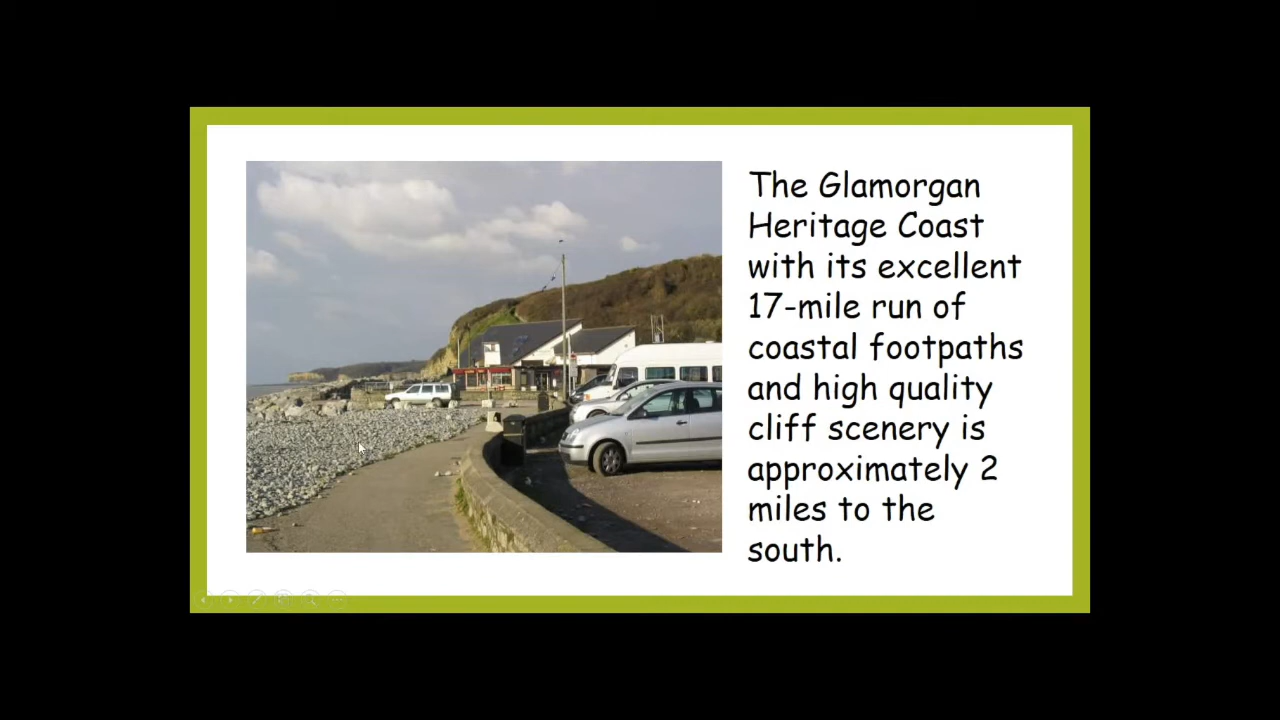 The Glamorgan
Heritage Coast
with its excellent
17-mile run of
coastal footpaths
and high quality
cliff scenery is
approximately 2
miles to the
south.